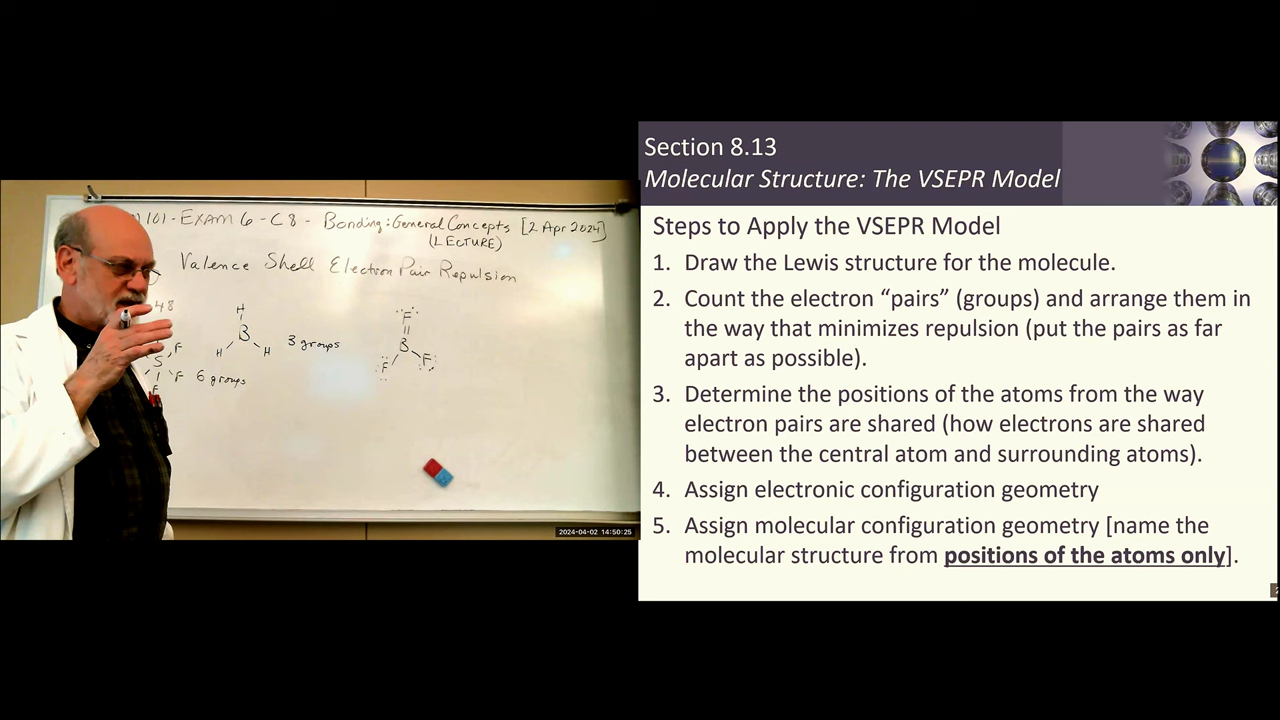 101 - EXAM 6 - C8 - Bonding: General Concepts [2 Apr 2024]
(LECTURE)
Valence Shell Electron Pair Repulsion
48
H
B
H H
3 groups
F
S
F
F
6 groups
F
B
F F
2024-04-02 14:50:25
Section 8.13
Molecular Structure: The VSEPR Model
Steps to Apply the VSEPR Model
1. Draw the Lewis structure for the molecule.
2. Count the electron “pairs” (groups) and arrange them in
the way that minimizes repulsion (put the pairs as far
apart as possible).
3. Determine the positions of the atoms from the way
electron pairs are shared (how electrons are shared
between the central atom and surrounding atoms).
4. Assign electronic configuration geometry
5. Assign molecular configuration geometry [name the
molecular structure from positions of the atoms only].